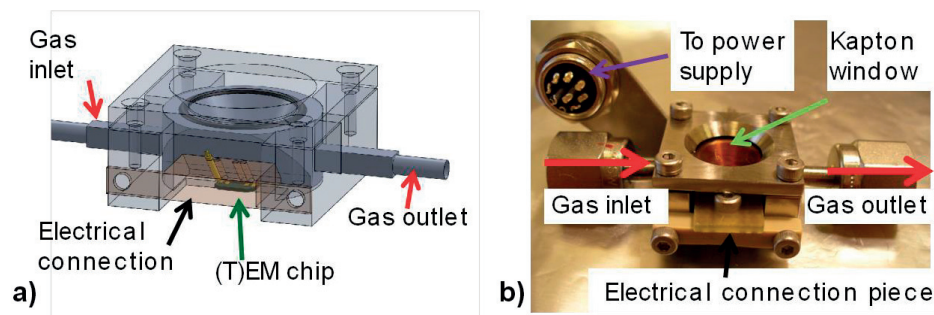 a)
Gas
inlet
Gas outlet
Electrical
connection
(T)EM chip
b)
To power
supply
Kapton
window
Gas inlet
Gas outlet
Electrical connection piece